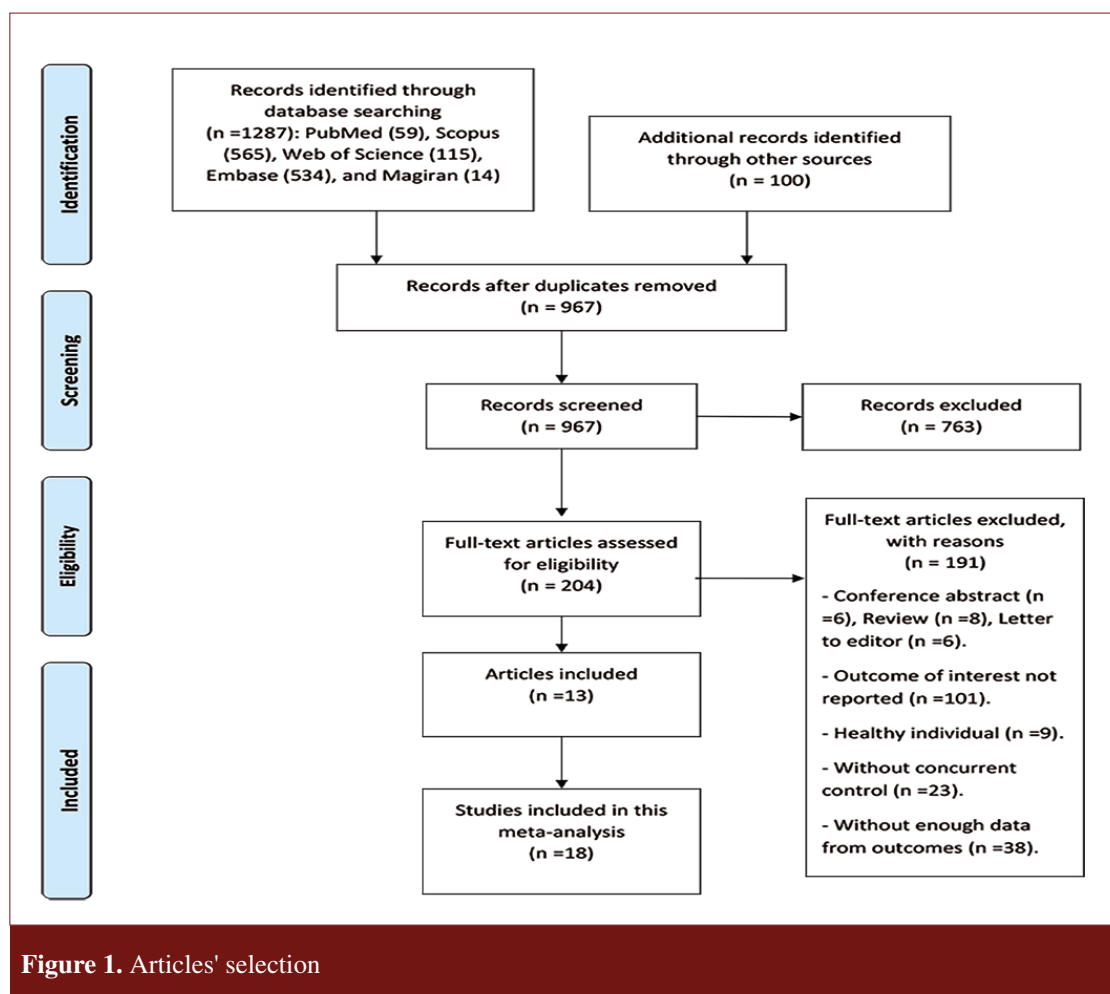 Identification
Records identified through
database searching
(n =1287): PubMed (59), Scopus
(565), Web of Science (115),
Embase (534), and Magiran (14)
Additional records identified
through other sources
(n = 100)
Records after duplicates removed
(n = 967)
Screening
Records screened
(n = 967)
Records excluded
(n = 763)
Eligibility
Full-text articles assessed
for eligibility
(n = 204)
Full-text articles excluded,
with reasons
(n = 191)
- Conference abstract (n
=6), Review (n =8), Letter
to editor (n =6).
- Outcome of interest not
reported (n =101).
- Healthy individual (n =9).
- Without concurrent
control (n =23).
- Without enough data
from outcomes (n =38).
Included
Articles included
(n =13)
Studies included in this
meta-analysis
(n =18)
Figure 1. Articles' selection